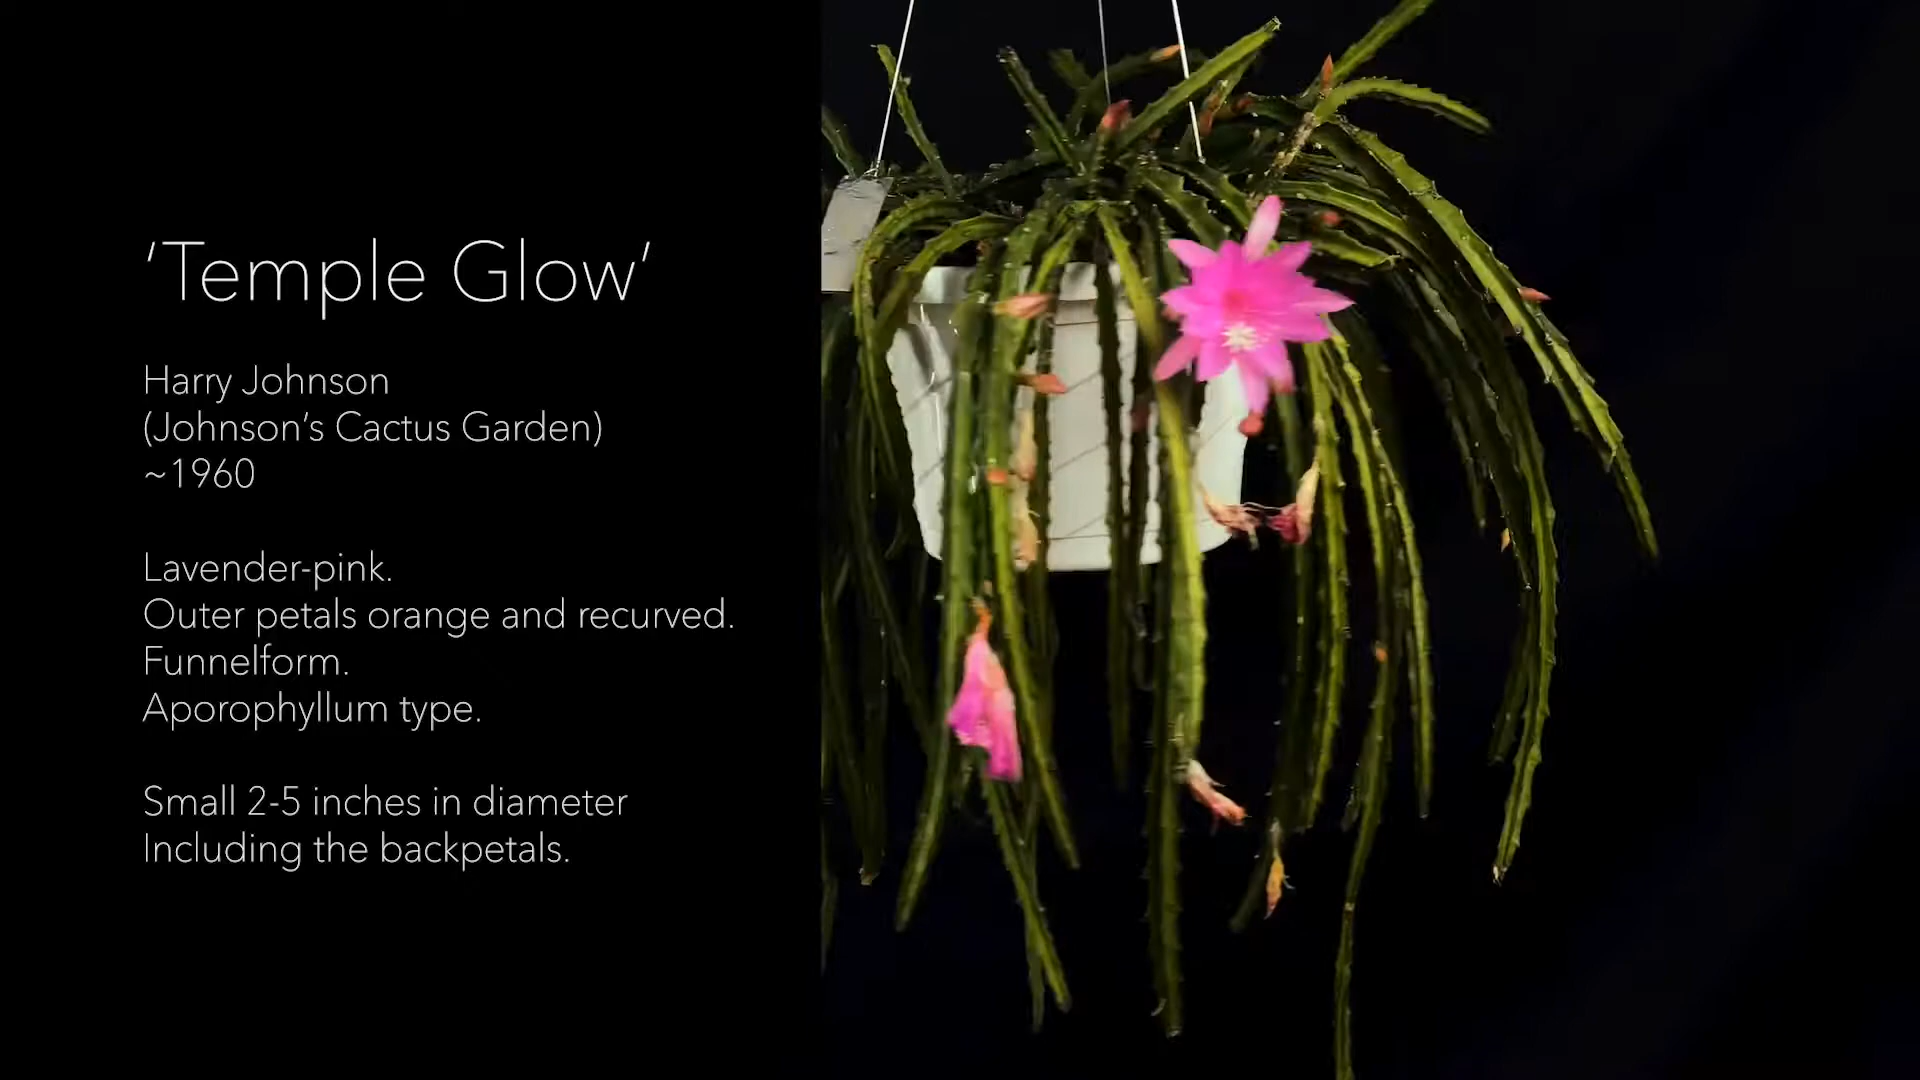 ‘Temple Glow’
Harry Johnson
(Johnson’s Cactus Garden)
~1960
Lavender-pink.
Outer petals orange and recurved.
Funnelform.
Aporophyllum type.
Small 2-5 inches in diameter
Including the backpetals.